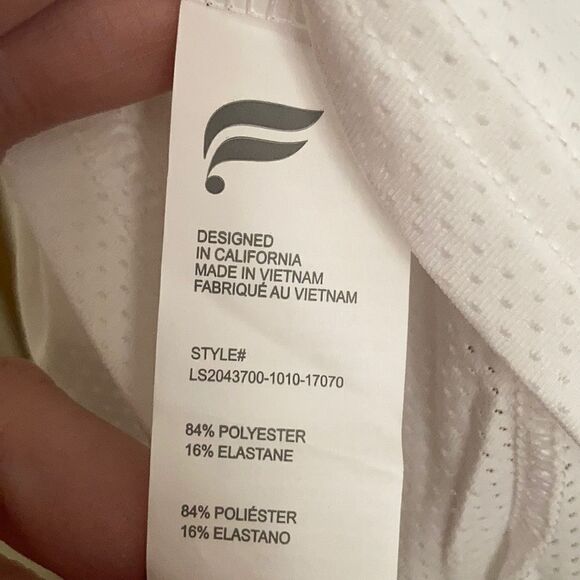 DESIGNED
IN CALIFORNIA
MADE IN VIETNAM
FABRIQUÉ AU VIETNAM
STYLE#
LS2043700-1010-17070
84% POLYESTER
16% ELASTANE
84% POLIÉSTER
16% ELASTANO